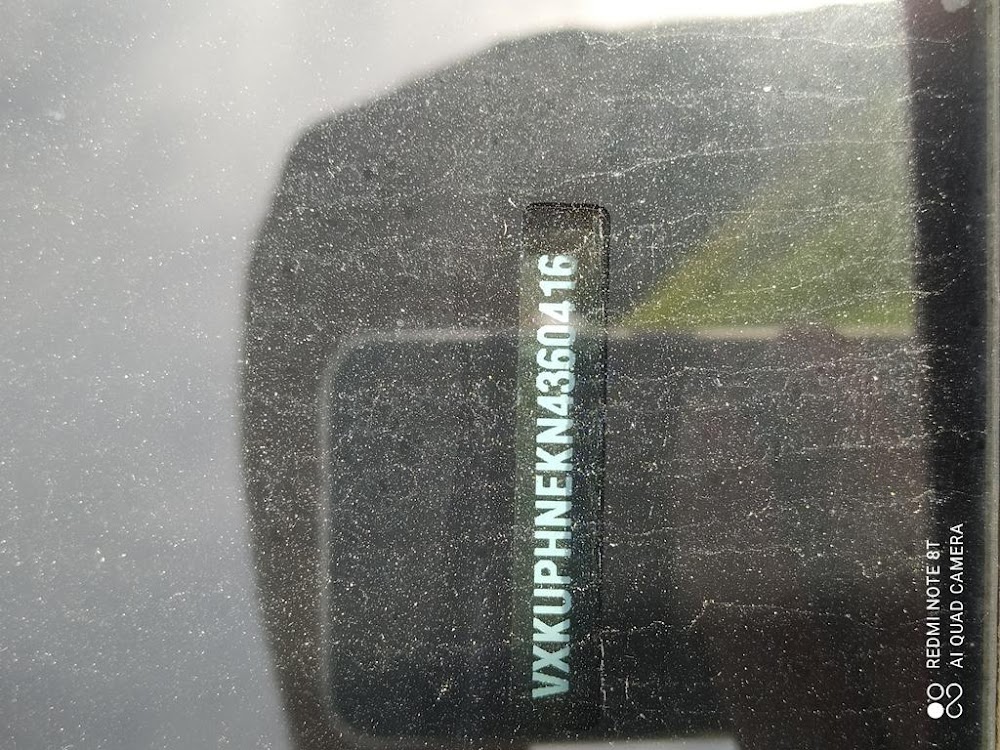 VXKUPHNEKN4360416
REDMI NOTE 8T
AI QUAD CAMERA